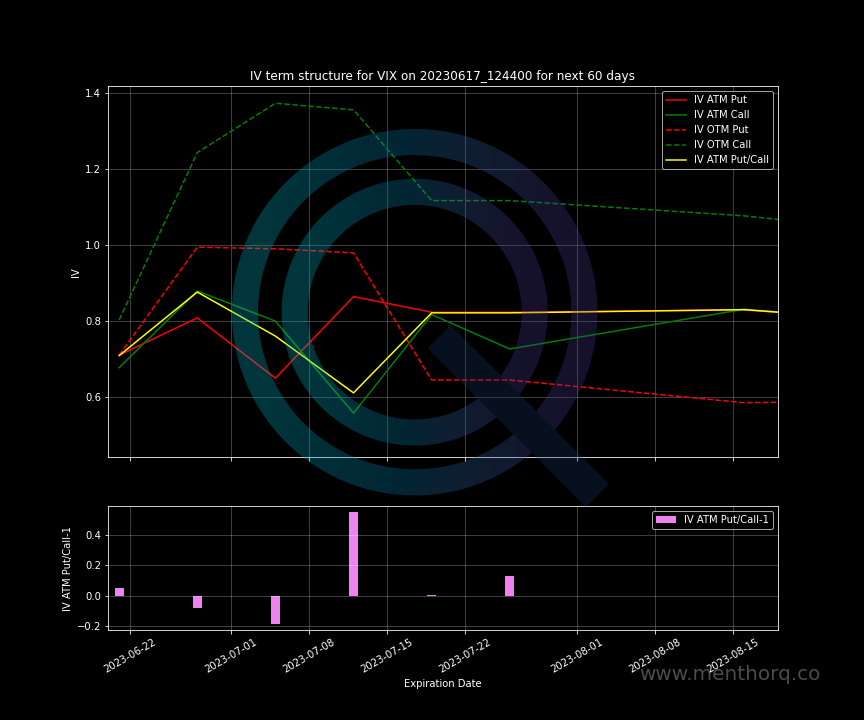 IV term structure for VIX on 20230617_124400 for next 60 days
1.4
1.2
1.0
0.8
0.6
IV
IV ATM Put
IV ATM Call
IV OTM Put
IV OTM Call
IV ATM Put/Call
IV ATM Put/Call-1
0.4
0.2
0.0
−0.2
IV ATM Put/Call-1
2023-06-22
2023-07-01
2023-07-08
2023-07-15
2023-07-22
2023-08-01
2023-08-08
2023-08-15
Expiration Date
www.menthorq.co